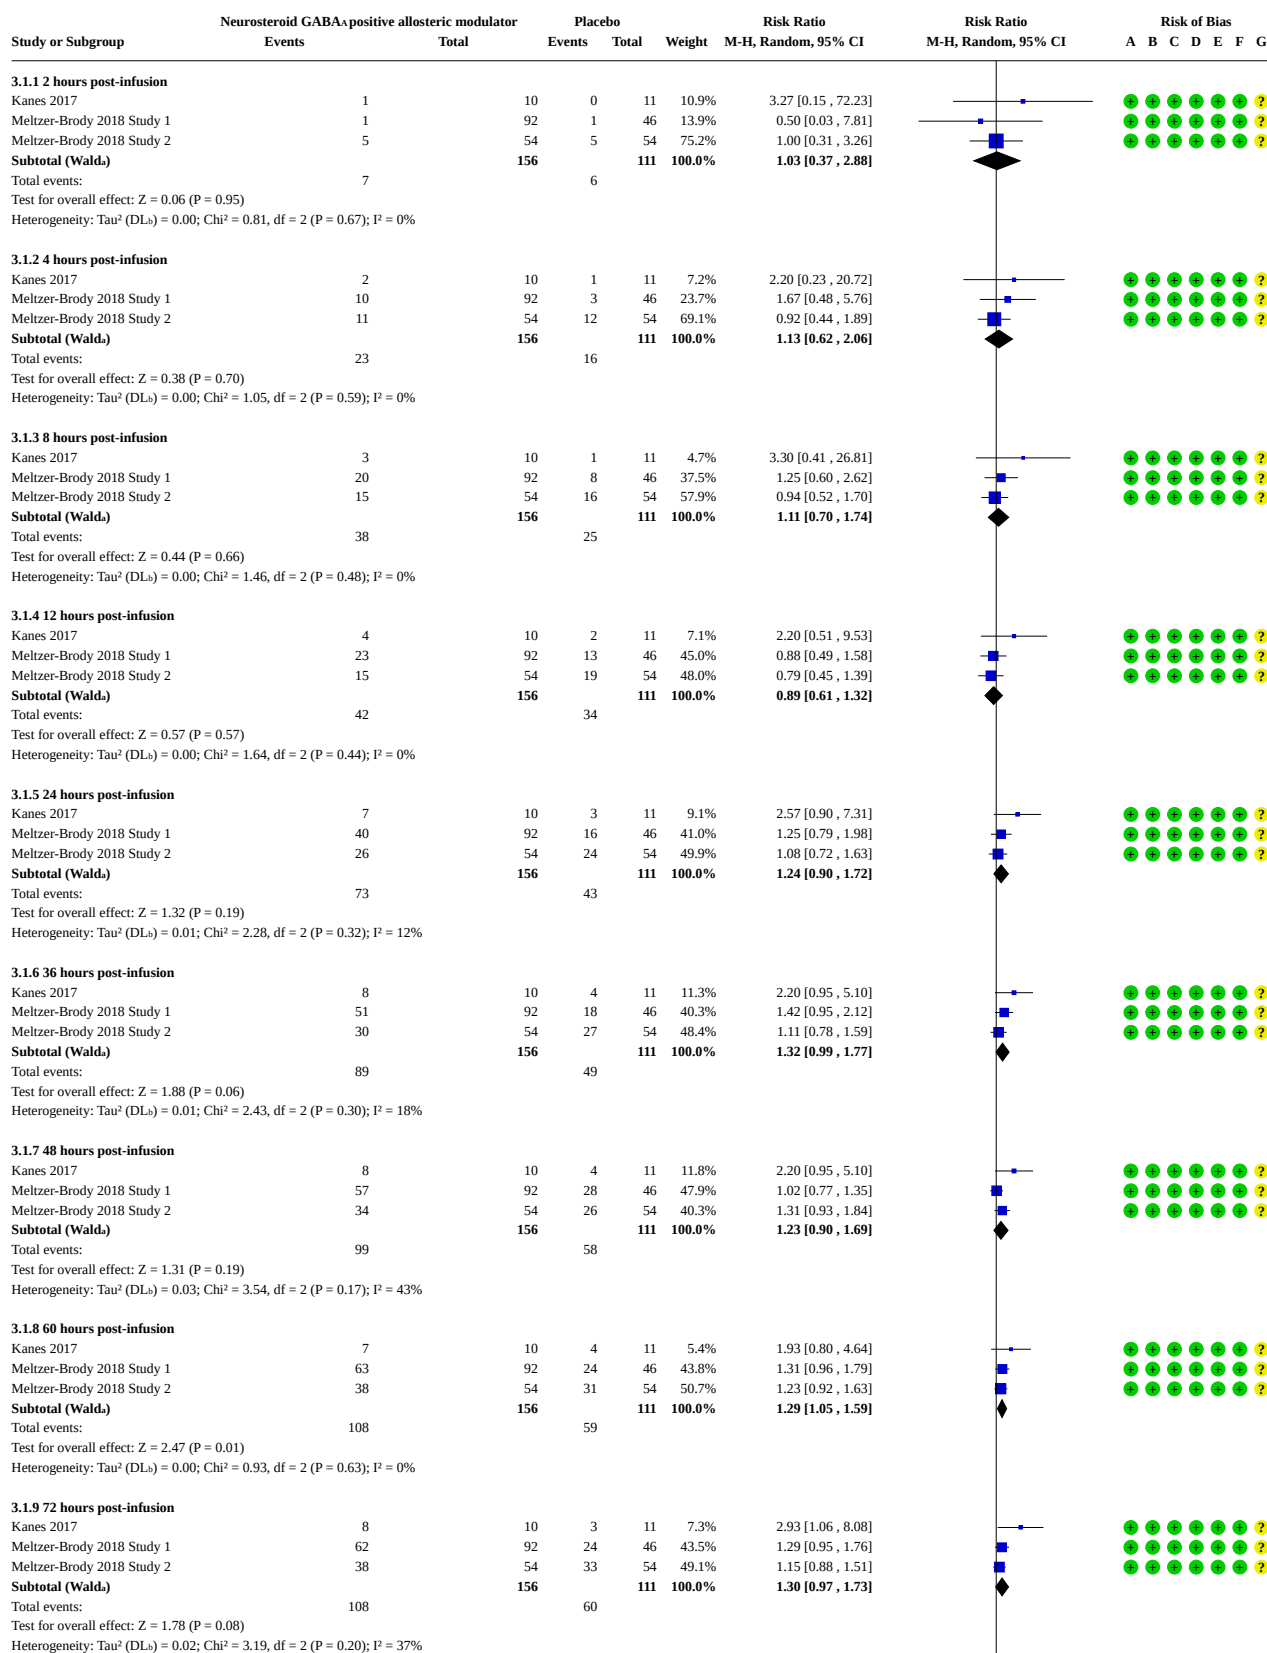 Neurosteroid GABAA positive allosteric modulator Placebo Risk Ratio Risk Ratio Risk of Bias
Study or Subgroup Events Total Events Total Weight M-H, Random, 95% CI M-H, Random, 95% CI A B C D E F G
3.1.1 2 hours post-infusion
Kanes 2017 1 10 0 11 10.9% 3.27 [0.15 , 72.23] + + + + + + ?
Meltzer-Brody 2018 Study 1 1 92 1 46 13.9% 0.50 [0.03 , 7.81] + + + + + + ?
Meltzer-Brody 2018 Study 2 5 54 5 54 75.2% 1.00 [0.31 , 3.26] + + + + + + ?
Subtotal (Walda) 156 111 100.0% 1.03 [0.37 , 2.88]
Total events: 7 6
Test for overall effect: Z = 0.06 (P = 0.95)
Heterogeneity: Tau² (DLb) = 0.00; Chi² = 0.81, df = 2 (P = 0.67); I² = 0%
3.1.2 4 hours post-infusion
Kanes 2017 2 10 1 11 7.2% 2.20 [0.23 , 20.72] + + + + + + ?
Meltzer-Brody 2018 Study 1 10 92 3 46 23.7% 1.67 [0.48 , 5.76] + + + + + + ?
Meltzer-Brody 2018 Study 2 11 54 12 54 69.1% 0.92 [0.44 , 1.89] + + + + + + ?
Subtotal (Walda) 156 111 100.0% 1.13 [0.62 , 2.06]
Total events: 23 16
Test for overall effect: Z = 0.38 (P = 0.70)
Heterogeneity: Tau² (DLb) = 0.00; Chi² = 1.05, df = 2 (P = 0.59); I² = 0%
3.1.3 8 hours post-infusion
Kanes 2017 3 10 1 11 4.7% 3.30 [0.41 , 26.81] + + + + + + ?
Meltzer-Brody 2018 Study 1 20 92 8 46 37.5% 1.25 [0.60 , 2.62] + + + + + + ?
Meltzer-Brody 2018 Study 2 15 54 16 54 57.9% 0.94 [0.52 , 1.70] + + + + + + ?
Subtotal (Walda) 156 111 100.0% 1.11 [0.70 , 1.74]
Total events: 38 25
Test for overall effect: Z = 0.44 (P = 0.66)
Heterogeneity: Tau² (DLb) = 0.00; Chi² = 1.46, df = 2 (P = 0.48); I² = 0%
3.1.4 12 hours post-infusion
Kanes 2017 4 10 2 11 7.1% 2.20 [0.51 , 9.53] + + + + + + ?
Meltzer-Brody 2018 Study 1 23 92 13 46 45.0% 0.88 [0.49 , 1.58] + + + + + + ?
Meltzer-Brody 2018 Study 2 15 54 19 54 48.0% 0.79 [0.45 , 1.39] + + + + + + ?
Subtotal (Walda) 156 111 100.0% 0.89 [0.61 , 1.32]
Total events: 42 34
Test for overall effect: Z = 0.57 (P = 0.57)
Heterogeneity: Tau² (DLb) = 0.00; Chi² = 1.64, df = 2 (P = 0.44); I² = 0%
3.1.5 24 hours post-infusion
Kanes 2017 7 10 3 11 9.1% 2.57 [0.90 , 7.31] + + + + + + ?
Meltzer-Brody 2018 Study 1 40 92 16 46 41.0% 1.25 [0.79 , 1.98] + + + + + + ?
Meltzer-Brody 2018 Study 2 26 54 24 54 49.9% 1.08 [0.72 , 1.63] + + + + + + ?
Subtotal (Walda) 156 111 100.0% 1.24 [0.90 , 1.72]
Total events: 73 43
Test for overall effect: Z = 1.32 (P = 0.19)
Heterogeneity: Tau² (DLb) = 0.01; Chi² = 2.28, df = 2 (P = 0.32); I² = 12%
3.1.6 36 hours post-infusion
Kanes 2017 8 10 4 11 11.3% 2.20 [0.95 , 5.10] + + + + + + ?
Meltzer-Brody 2018 Study 1 51 92 18 46 40.3% 1.42 [0.95 , 2.12] + + + + + + ?
Meltzer-Brody 2018 Study 2 30 54 27 54 48.4% 1.11 [0.78 , 1.59] + + + + + + ?
Subtotal (Walda) 156 111 100.0% 1.32 [0.99 , 1.77]
Total events: 89 49
Test for overall effect: Z = 1.88 (P = 0.06)
Heterogeneity: Tau² (DLb) = 0.01; Chi² = 2.43, df = 2 (P = 0.30); I² = 18%
3.1.7 48 hours post-infusion
Kanes 2017 8 10 4 11 11.8% 2.20 [0.95 , 5.10] + + + + + + ?
Meltzer-Brody 2018 Study 1 57 92 28 46 47.9% 1.02 [0.77 , 1.35] + + + + + + ?
Meltzer-Brody 2018 Study 2 34 54 26 54 40.3% 1.31 [0.93 , 1.84] + + + + + + ?
Subtotal (Walda) 156 111 100.0% 1.23 [0.90 , 1.69]
Total events: 99 58
Test for overall effect: Z = 1.31 (P = 0.19)
Heterogeneity: Tau² (DLb) = 0.03; Chi² = 3.54, df = 2 (P = 0.17); I² = 43%
3.1.8 60 hours post-infusion
Kanes 2017 7 10 4 11 5.4% 1.93 [0.80 , 4.64] + + + + + + ?
Meltzer-Brody 2018 Study 1 63 92 24 46 43.8% 1.31 [0.96 , 1.79] + + + + + + ?
Meltzer-Brody 2018 Study 2 38 54 31 54 50.7% 1.23 [0.92 , 1.63] + + + + + + ?
Subtotal (Walda) 156 111 100.0% 1.29 [1.05 , 1.59]
Total events: 108 59
Test for overall effect: Z = 2.47 (P = 0.01)
Heterogeneity: Tau² (DLb) = 0.00; Chi² = 0.93, df = 2 (P = 0.63); I² = 0%
3.1.9 72 hours post-infusion
Kanes 2017 8 10 3 11 7.3% 2.93 [1.06 , 8.08] + + + + + + ?
Meltzer-Brody 2018 Study 1 62 92 24 46 43.5% 1.29 [0.95 , 1.76] + + + + + + ?
Meltzer-Brody 2018 Study 2 38 54 33 54 49.1% 1.15 [0.88 , 1.51] + + + + + + ?
Subtotal (Walda) 156 111 100.0% 1.30 [0.97 , 1.73]
Total events: 108 60
Test for overall effect: Z = 1.78 (P = 0.08)
Heterogeneity: Tau² (DLb) = 0.02; Chi² = 3.19, df = 2 (P = 0.20); I² = 37%